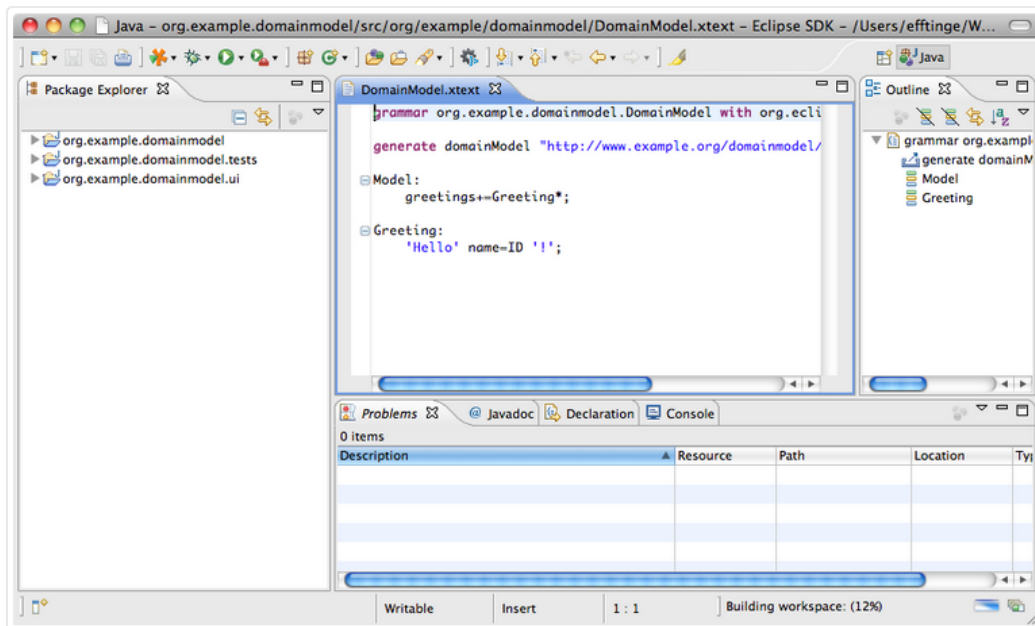 Java – org.example.domainmodel/src/org/example/domainmodel/DomainModel.xtext – Eclipse SDK – /Users/efftinge/W...
Java
Package Explorer
org.example.domainmodel
org.example.domainmodel.tests
org.example.domainmodel.ui
DomainModel.xtext
grammar org.example.domainmodel.DomainModel with org.ecli
generate domainModel "http://www.example.org/domainmodel/
Model:
greetings+=Greeting*;
Greeting:
'Hello' name=ID '!';
Outline
grammar org.exampl
generate domainM
Model
Greeting
Problems
@ Javadoc
Declaration
Console
0 items
Description
Resource
Path
Location
Typ
Writable
Insert
1 : 1
Building workspace: (12%)